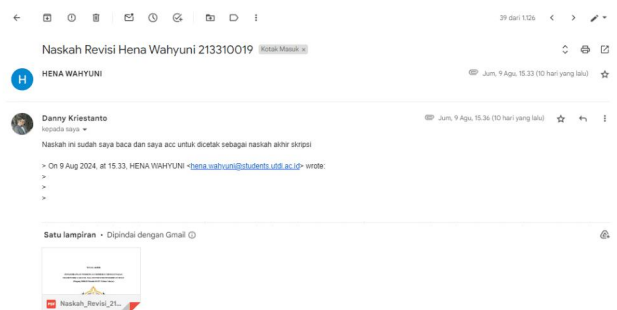 39 dari 1.126
Naskah Revisi Hena Wahyuni 213310019 Kotak Masuk ×
H HENA WAHYUNI Jum, 9 Agu, 15.33 (10 hari yang lalu)
Danny Kriestanto Jum, 9 Agu, 15.36 (10 hari yang lalu)
kepada saya
Naskah ini sudah saya baca dan saya acc untuk dicetak sebagai naskah akhir skripsi
> On 9 Aug 2024, at 15.33, HENA WAHYUNI <hena.wahyuni@students.utdi.ac.id> wrote:
>
>
>
Satu lampiran • Dipindai dengan Gmail
PDF Naskah_Revisi_21...